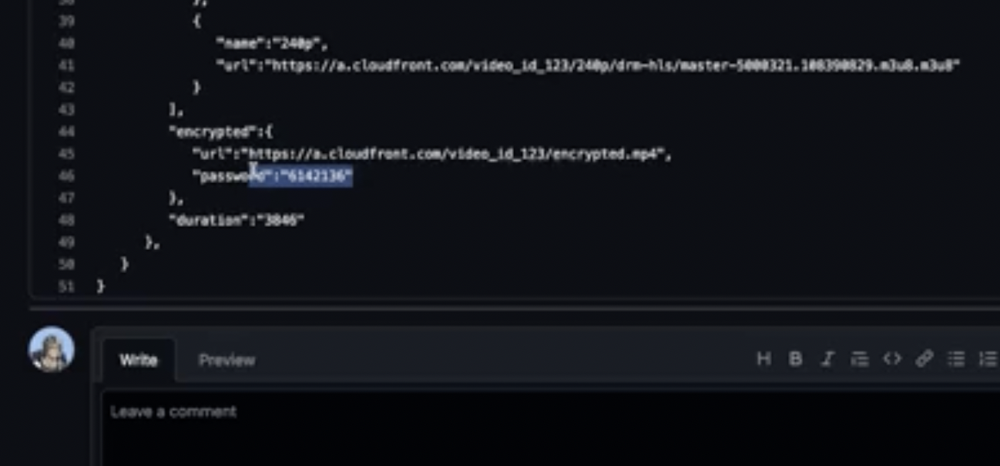 39 {
40 "name":"240p",
41 "url":"https://a.cloudfront.com/video_id_123/240p/drm-hls/master-5000321.108390829.m3u8.m3u8"
42 }
43 ],
44 "encrypted":{
45 "url":"https://a.cloudfront.com/video_id_123/encrypted.mp4",
46 "password":"6142136"
47 },
48 "duration":"3846"
49 },
50 }
51 }
Write Preview H B I
Leave a comment